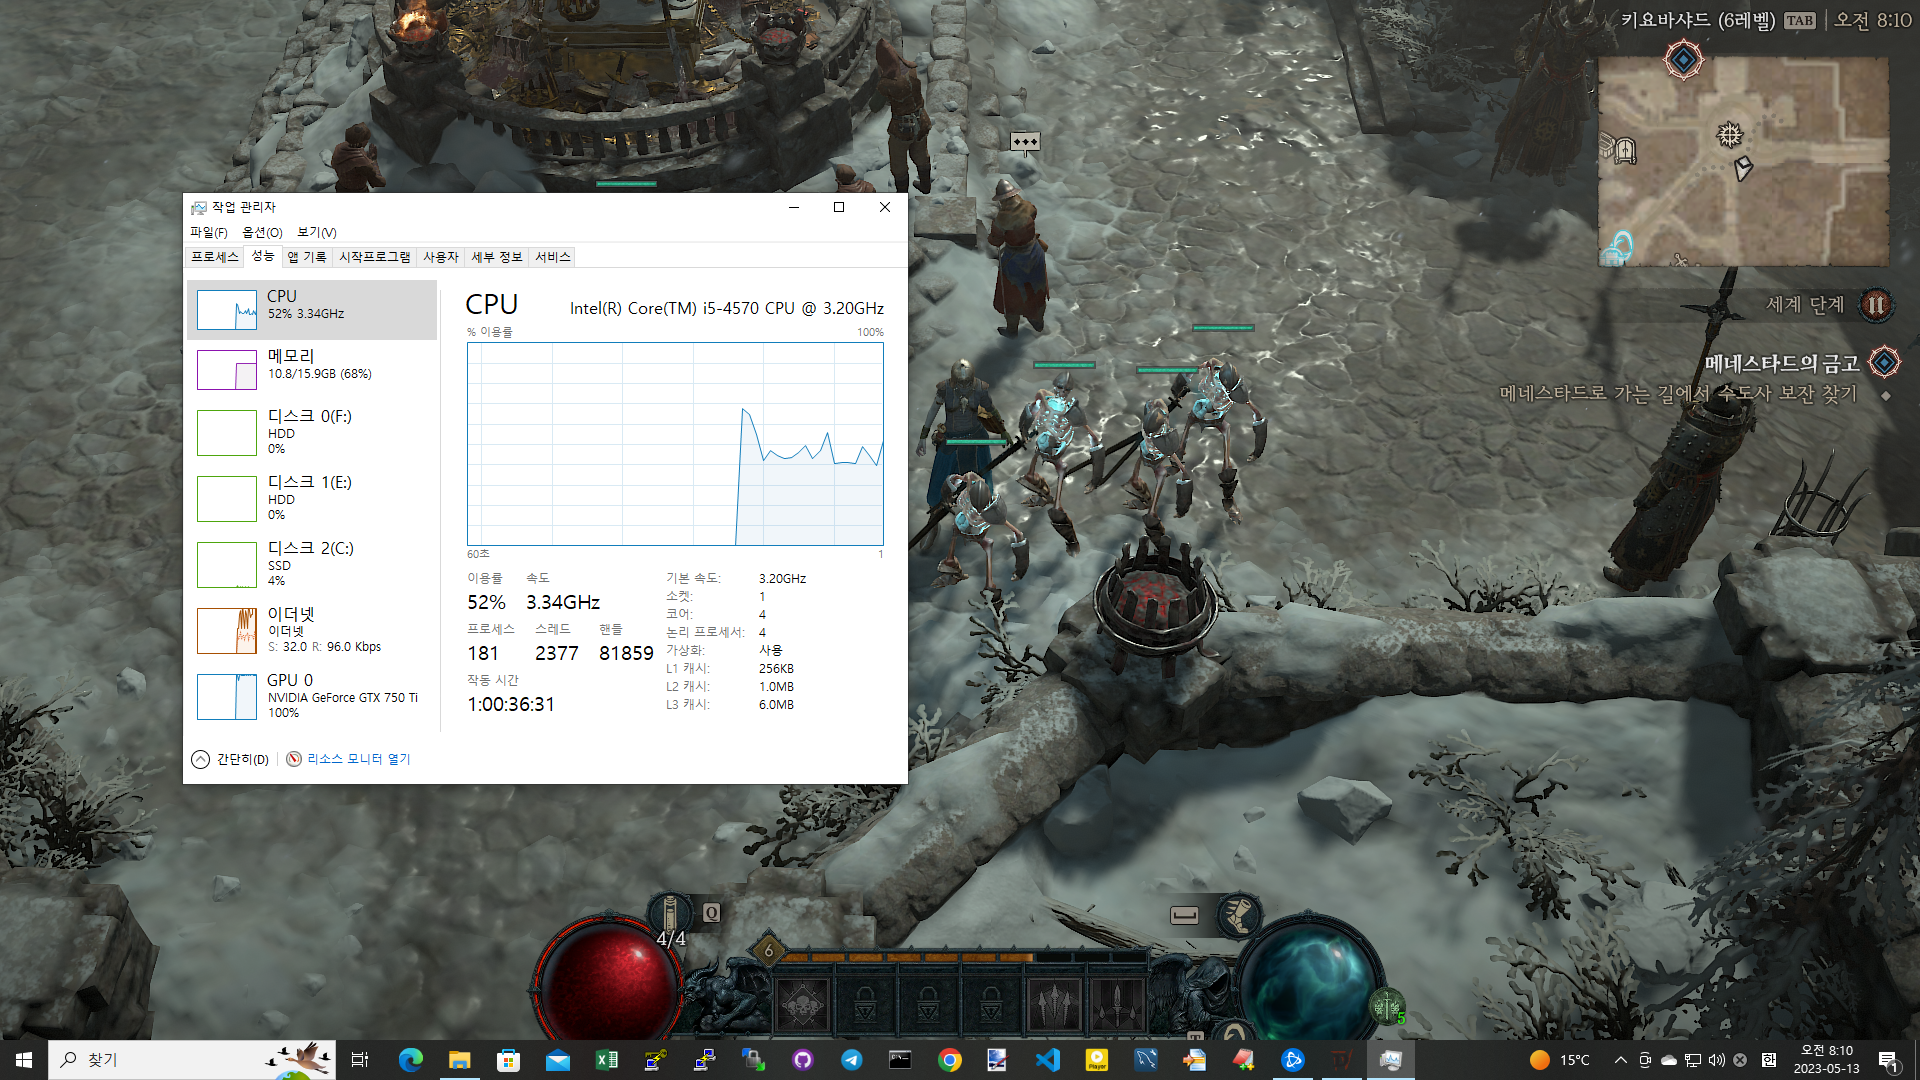 키요바샤드 (6레벨) TAB 오전 8:10
세계 단계
메네스타드의 금고
메네스타드로 가는 길에서 수도사 보잔 찾기
작업 관리자
파일(F) 옵션(O) 보기(V)
프로세스 성능 앱 기록 시작프로그램 사용자 세부 정보 서비스
CPU
52% 3.34GHz
메모리
10.8/15.9GB (68%)
디스크 0(F:)
HDD
0%
디스크 1(E:)
HDD
0%
디스크 2(C:)
SSD
4%
이더넷
이더넷
S: 32.0 R: 96.0 Kbps
GPU 0
NVIDIA GeForce GTX 750 Ti
100%
CPU Intel(R) Core(TM) i5-4570 CPU @ 3.20GHz
% 이용률 100%
60초 1
이용률 속도
52% 3.34GHz
프로세스 스레드 핸들
181 2377 81859
작동 시간
1:00:36:31
기본 속도: 3.20GHz
소켓: 1
코어: 4
논리 프로세서: 4
가상화: 사용
L1 캐시: 256KB
L2 캐시: 1.0MB
L3 캐시: 6.0MB
간단히(D) 리소스 모니터 열기
Q
4/4
6
5
찾기
Player
15°C
오전 8:10
2023-05-13
1